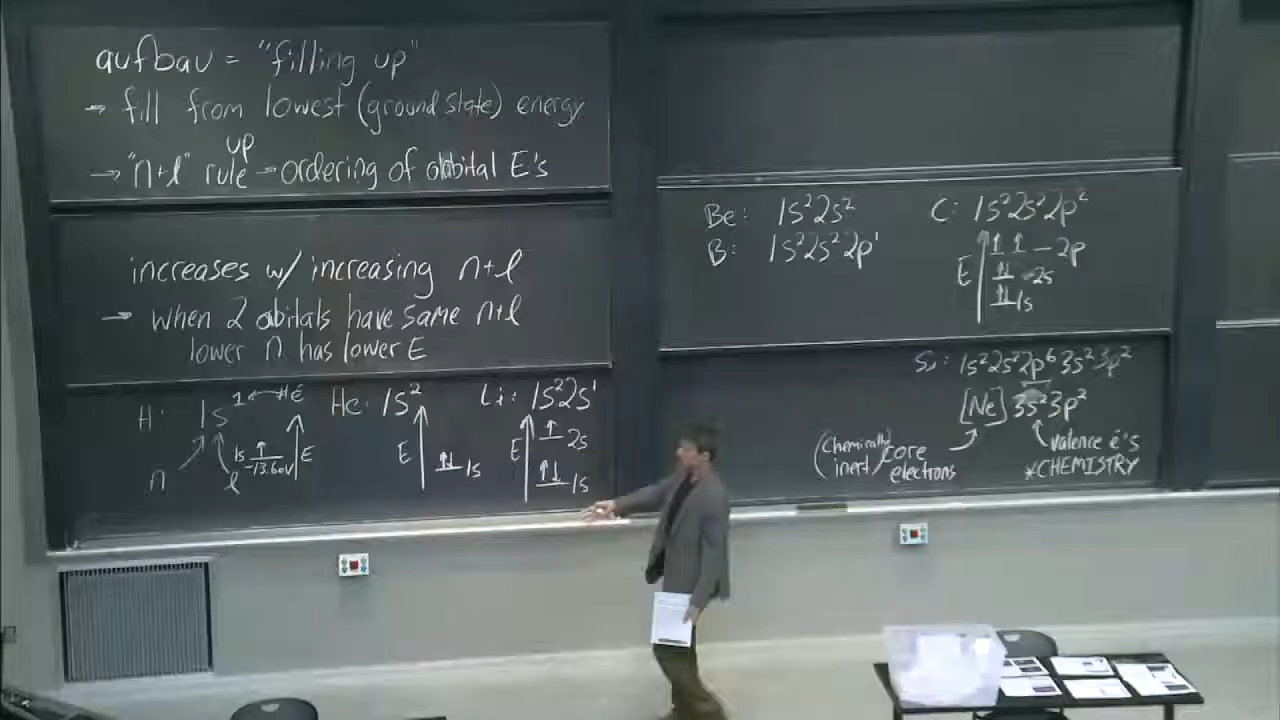 aufbau = "filling up"
→ fill from lowest (ground state) energy
up
→ "n+l" rule - ordering of orbital E's
increases w/ increasing n+l
→ when 2 obitals have same n+l
lower n has lower E
H: 1s¹ ← #é
n
l
1s
-13.6eV
E
He: 1s²
E
1s
Li: 1s²2s¹
E
2s
1s
Be: 1s²2s²
B: 1s²2s²2p¹
C: 1s²2s²2p²
E
2p
2s
1s
Si: 1s²2s²2p⁶3s²3p²
[Ne]3s²3p²
(Chemically inert) core electrons
valence é's
*CHEMISTRY